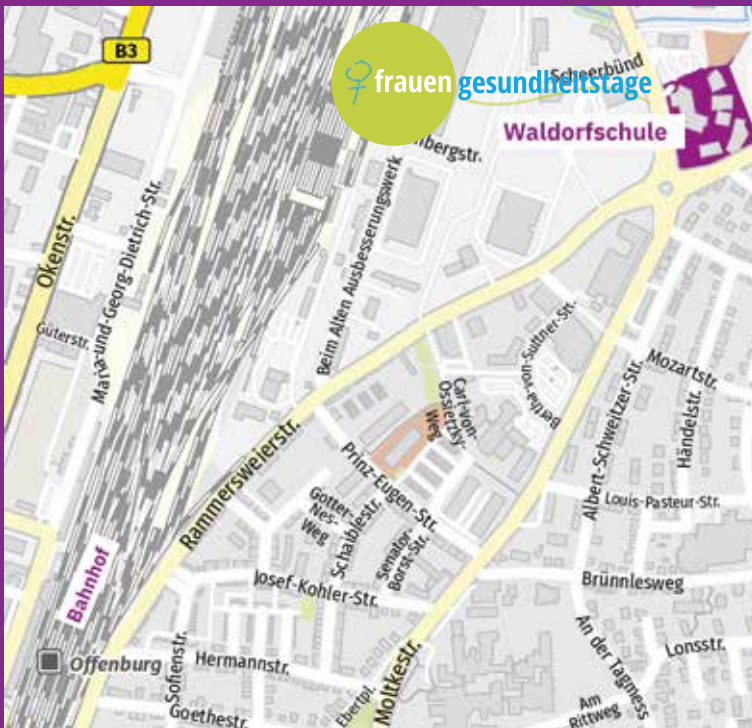 B3
frauen gesundheitstage
Scheerbünd
Waldorfschule
nbergstr.
Okenstr.
Maria-und-Georg-Dietrich-Str.
Beim Alten Ausbesserungswerk
Güterstr.
Bertha-von-Suttner-Str.
Carl-von-
Ossietzky-
Weg
Mozartstr.
Albert-Schweitzer-Str.
Händelstr.
Rammersweierstr.
Prinz-Eugen-Str.
Gotter-
Nes-
Weg
Schaiblestr.
Senator-
Borst-Str.
Louis-Pasteur-Str.
Bahnhof
Josef-Kohler-Str.
Brünnlesweg
An der Tagmess
Lonsstr.
Offenburg
Sofienstr.
Hermannstr.
Moltkestr.
Ebertpl.
Goethestr.
Am
Rittweg